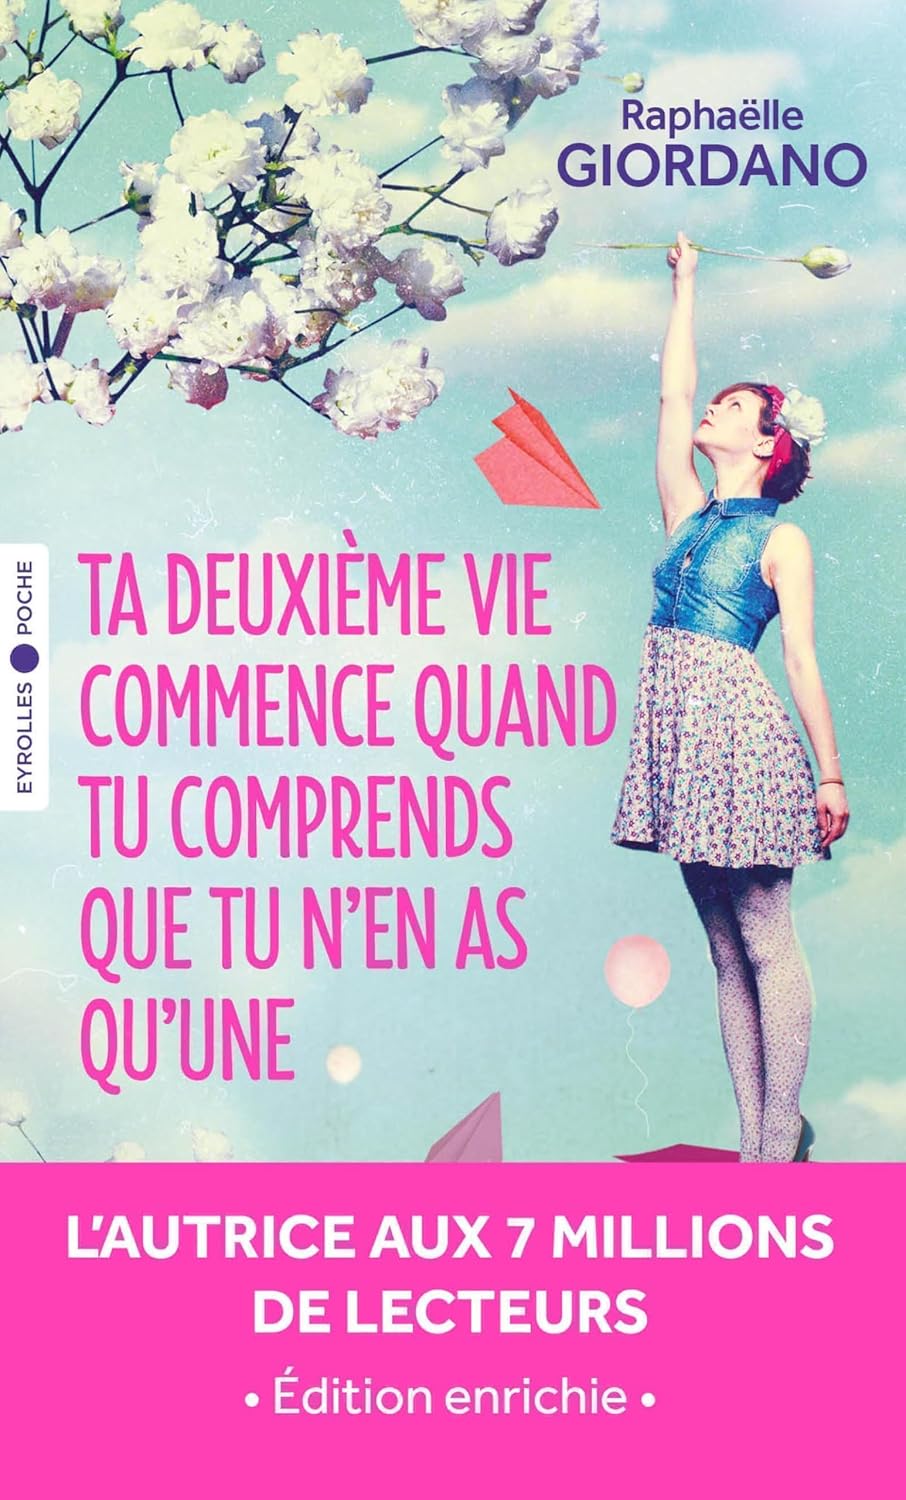 Raphaëlle
GIORDANO
EYROLLES POCHE
TA DEUXIÈME VIE
COMMENCE QUAND
TU COMPRENDS
QUE TU N'EN AS
QU'UNE
L'AUTRICE AUX 7 MILLIONS
DE LECTEURS
• Édition enrichie •